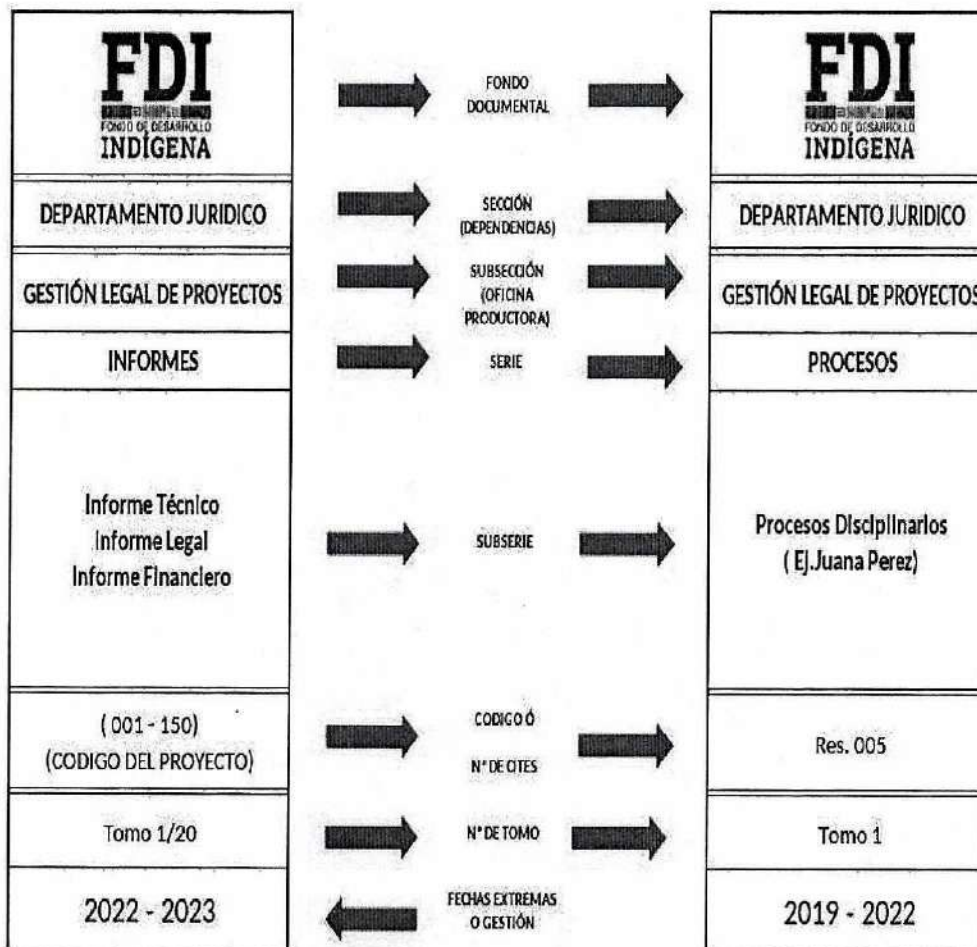 FDI
FONDO DE DESARROLLO
INDÍGENA
DEPARTAMENTO JURIDICO
GESTIÓN LEGAL DE PROYECTOS
INFORMES
Informe Técnico
Informe Legal
Informe Financiero
( 001 - 150)
(CODIGO DEL PROYECTO)
Tomo 1/20
2022 - 2023
FONDO
DOCUMENTAL
SECCIÓN
(DEPENDENCIAS)
SUBSECCIÓN
(OFICINA
PRODUCTORA)
SERIE
SUBSERIE
CODIGO Ó
N° DE CITES
N° DE TOMO
FECHAS EXTREMAS
O GESTIÓN
FDI
FONDO DE DESARROLLO
INDÍGENA
DEPARTAMENTO JURIDICO
GESTIÓN LEGAL DE PROYECTOS
PROCESOS
Procesos Disciplinarios
( Ej.Juana Perez)
Res. 005
Tomo 1
2019 - 2022